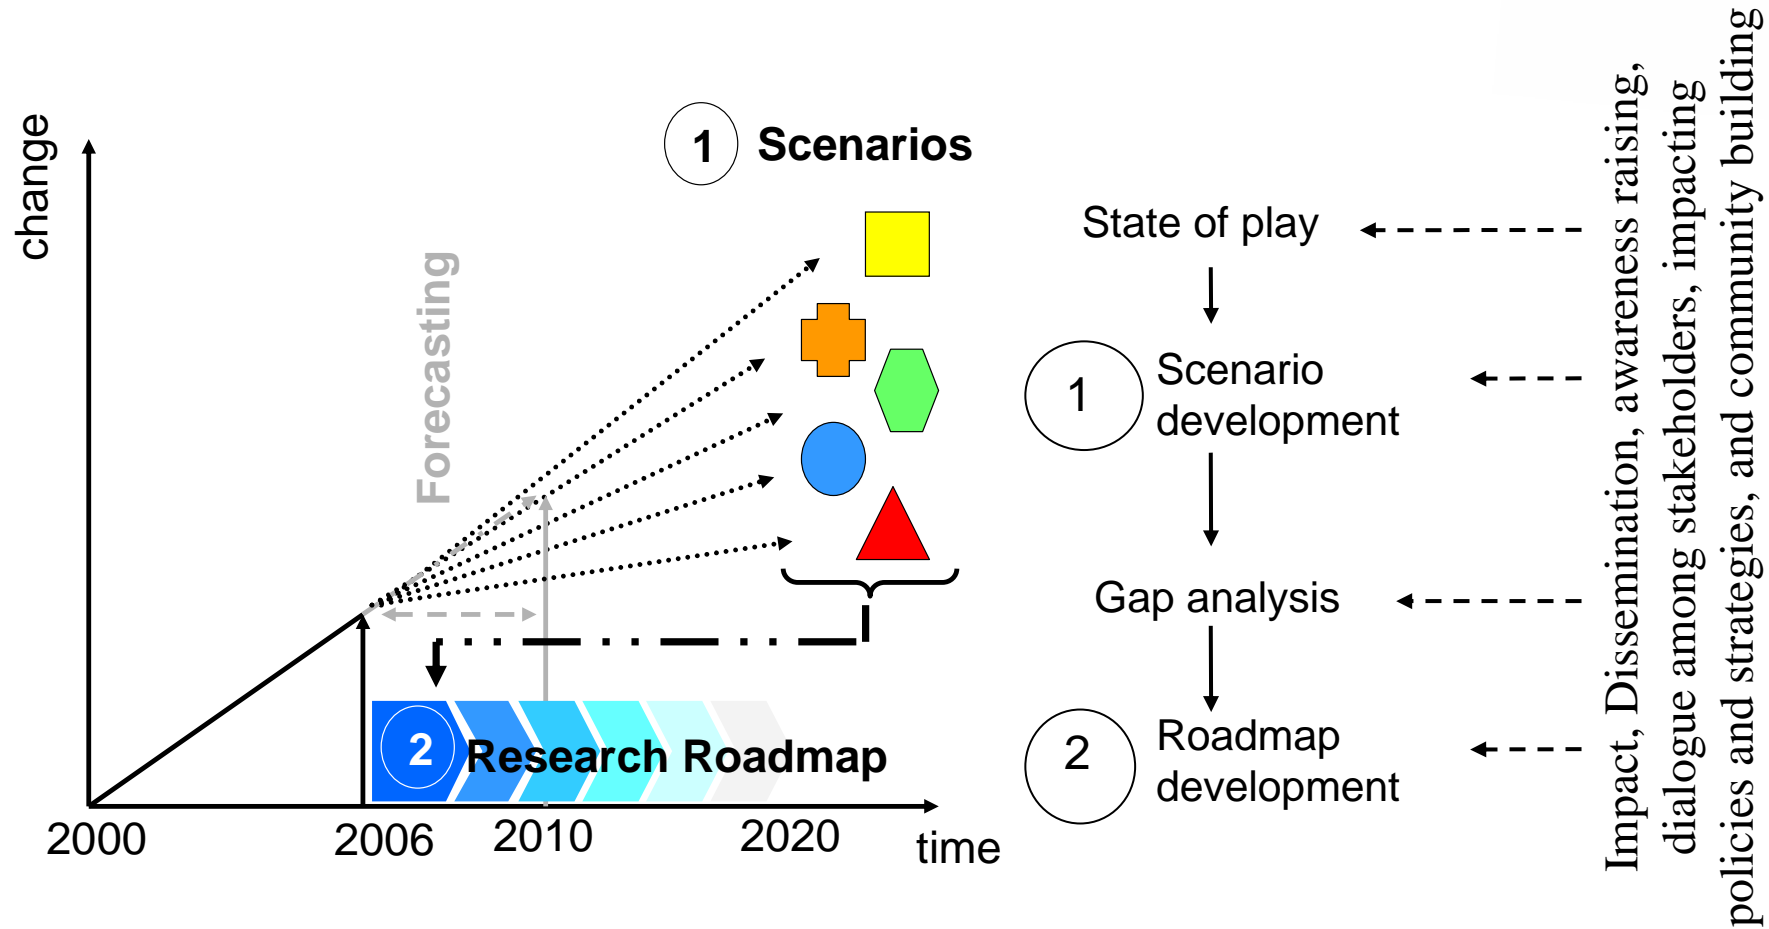 change
1 Scenarios
Forecasting
2 Research Roadmap
2000
2006
2010
2020
time
State of play
1
Scenario
development
Gap analysis
2
Roadmap
development
Impact, Dissemination, awareness raising,
dialogue among stakeholders, impacting
policies and strategies, and community building